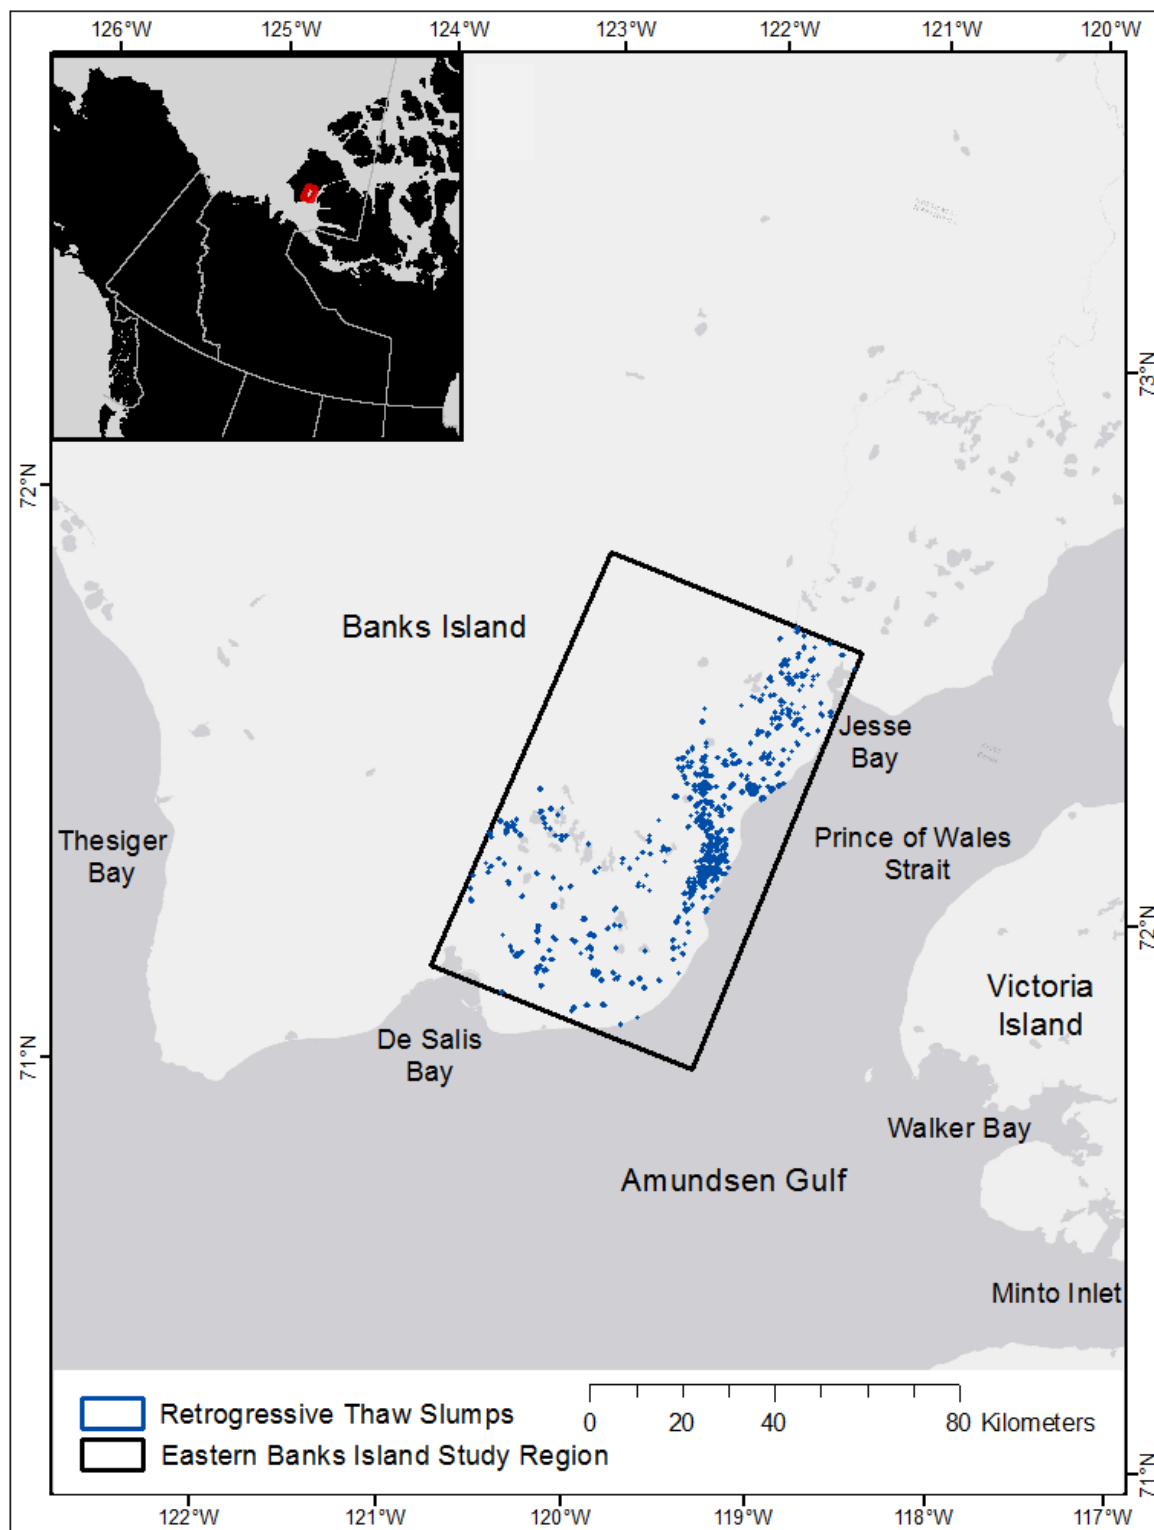 126°W 125°W 124°W 123°W 122°W 121°W 120°W
73°N
72°N
Banks Island
Jesse
Bay
Thesiger
Bay
Prince of Wales
Strait
72°N
Victoria
Island
De Salis
Bay
71°N
Walker Bay
Amundsen Gulf
Minto Inlet
Retrogressive Thaw Slumps
0 20 40 80 Kilometers
Eastern Banks Island Study Region
71°N
122°W 121°W 120°W 119°W 118°W 117°W